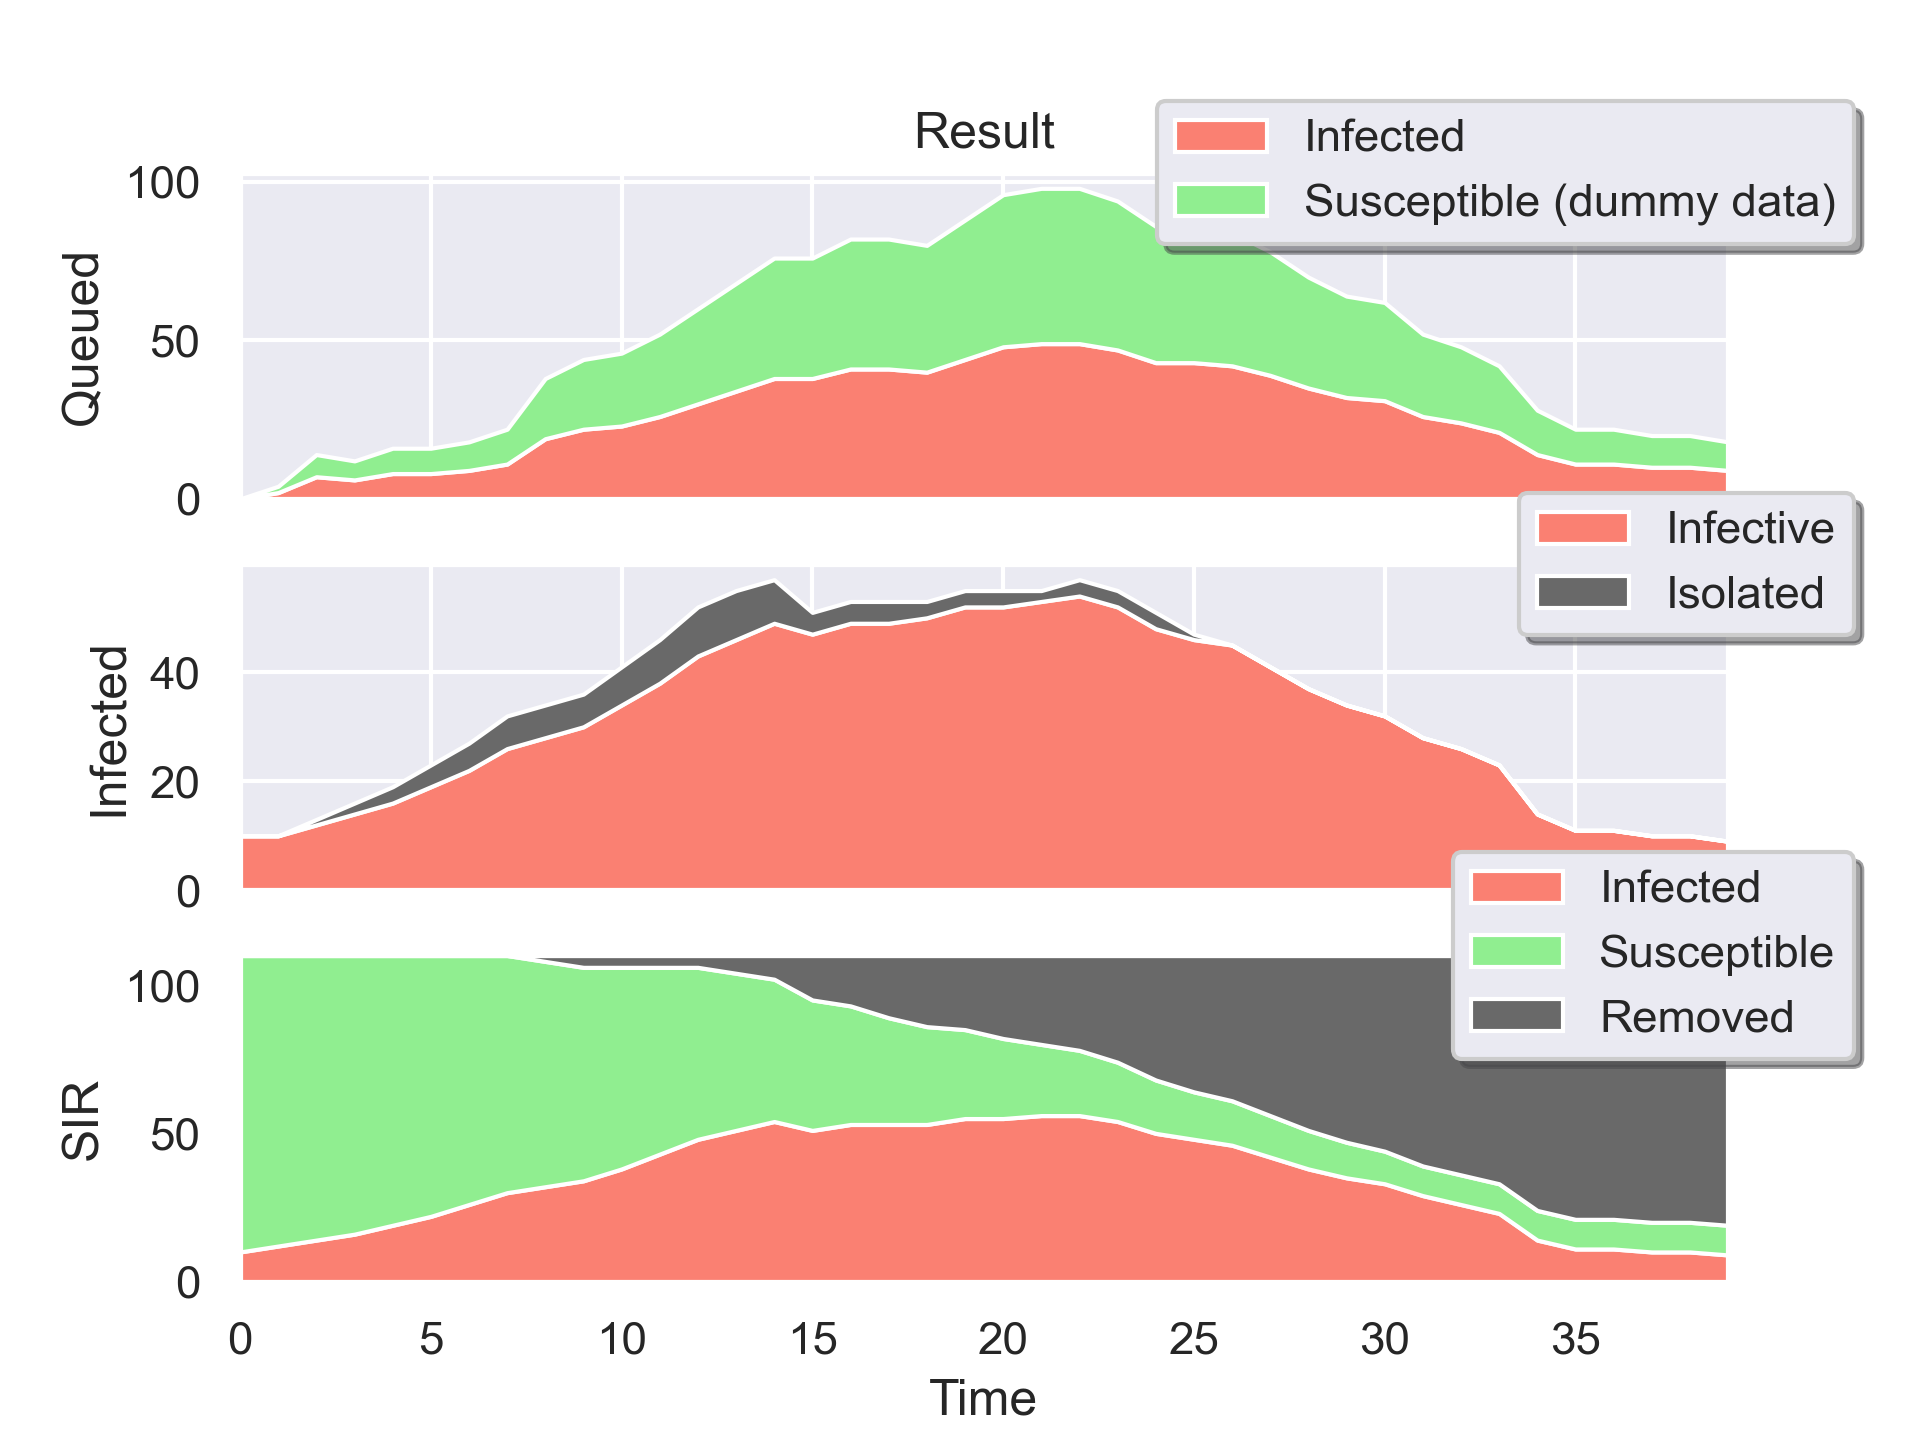 Result
Infected
Susceptible (dummy data)
100
50
0
Queued
Infective
Isolated
40
20
0
Infected
Infected
Susceptible
Removed
100
50
0
SIR
0 5 10 15 20 25 30 35
Time